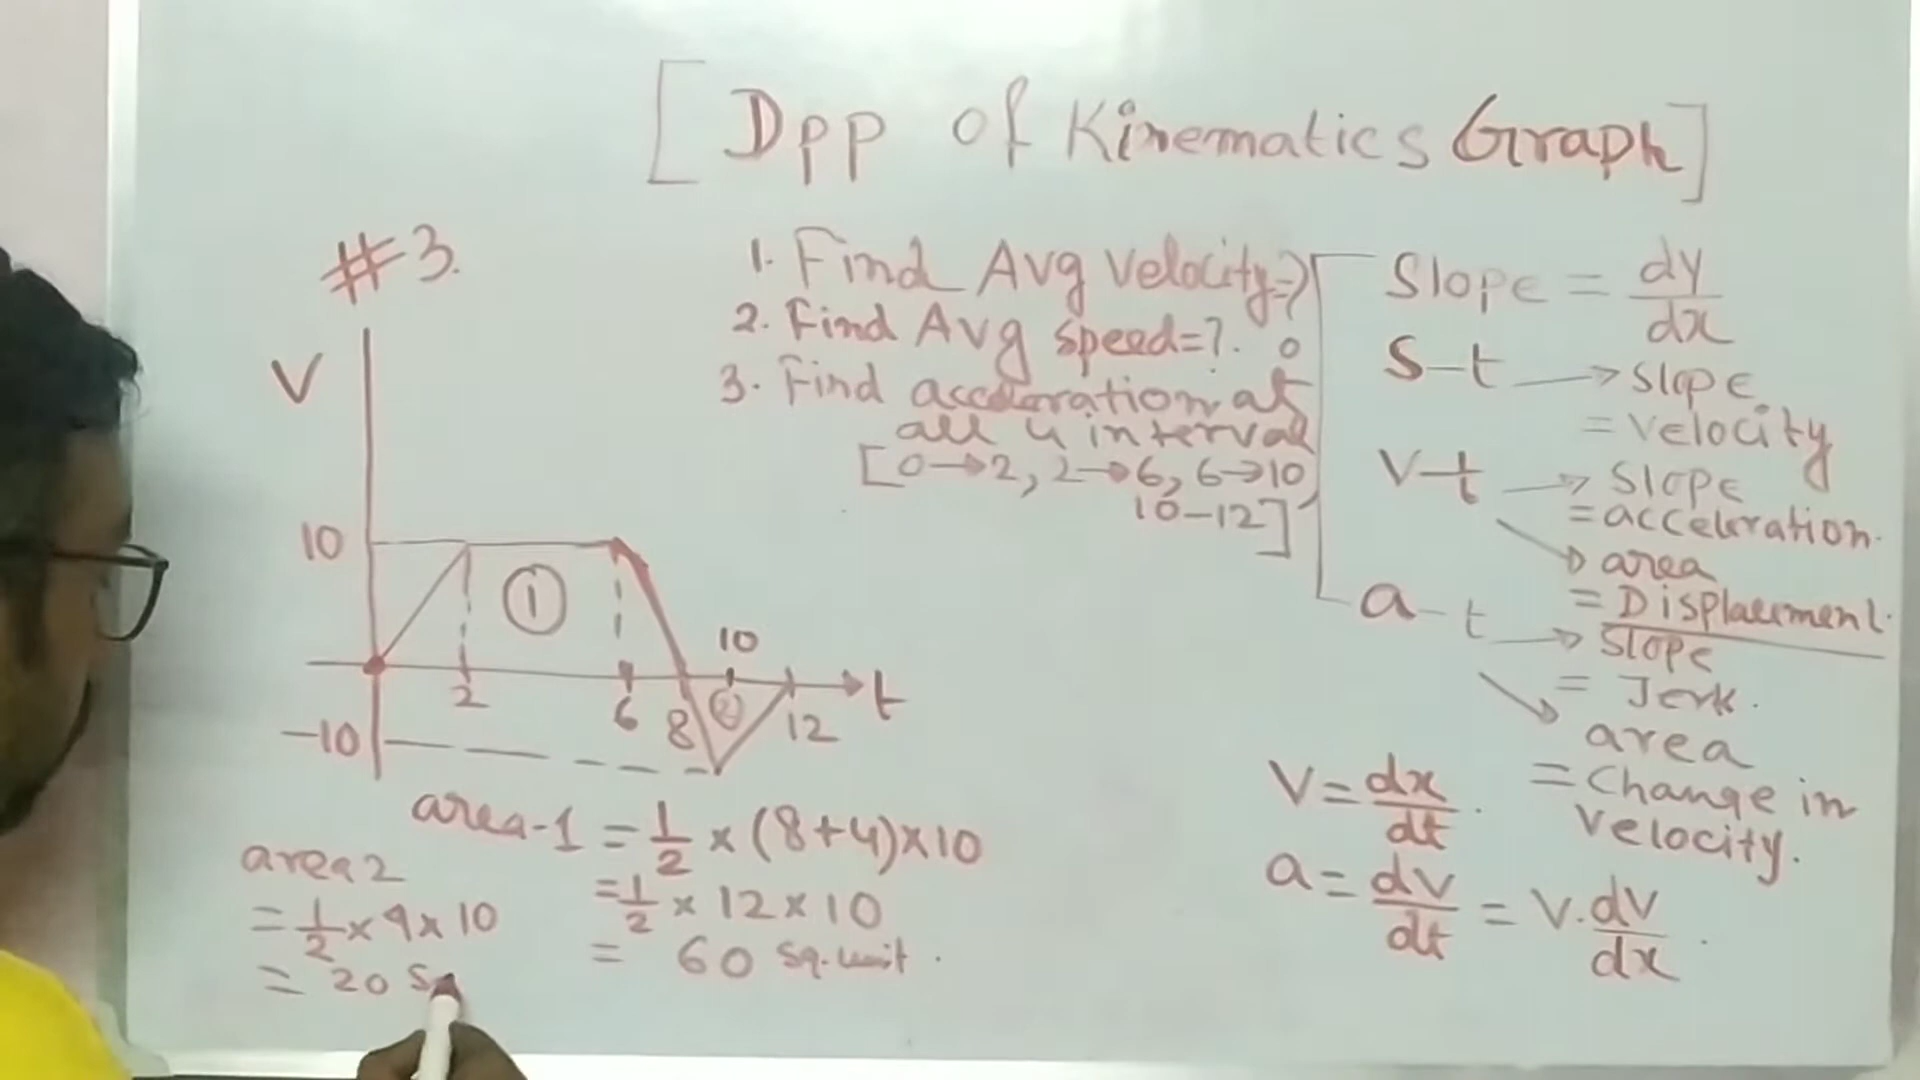 [Dpp of Kinematics Graph]
#3.
1. Find Avg velocity=?
2. Find Avg speed=?.
3. Find acceleration at
all 4 interval
[0→2, 2→6, 6→10,
10-12]
Slope = dy/dx
S-t → slope
= velocity
V-t → slope
= acceleration.
→ area
= Displacement.
a-t → slope
= Jerk.
→ area
= Change in
velocity.
V
10
-10
1
2
6
8
10
2
12
t
area-1 = 1/2 × (8+4)×10
= 1/2 × 12 × 10
= 60 sq.unit.
area 2
= 1/2 × 4 × 10
= 20 S
V = dx/dt.
a = dv/dt = V.dv/dx.